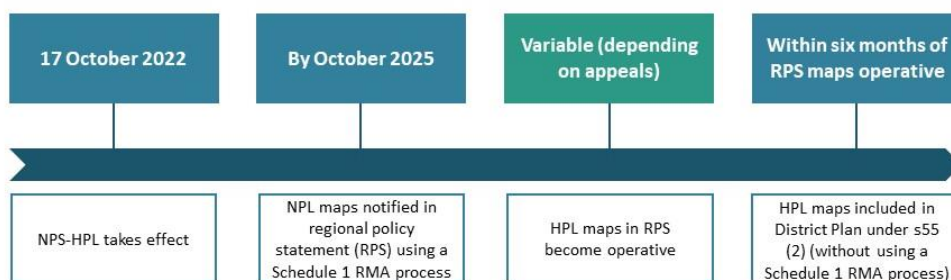 17 October 2022
By October 2025
Variable (depending
on appeals)
Within six months of
RPS maps operative
NPS-HPL takes effect
NPL maps notified in
regional policy
statement (RPS) using a
Schedule 1 RMA process
HPL maps in RPS
become operative
HPL maps included in
District Plan under s55
(2) (without using a
Schedule 1 RMA process)